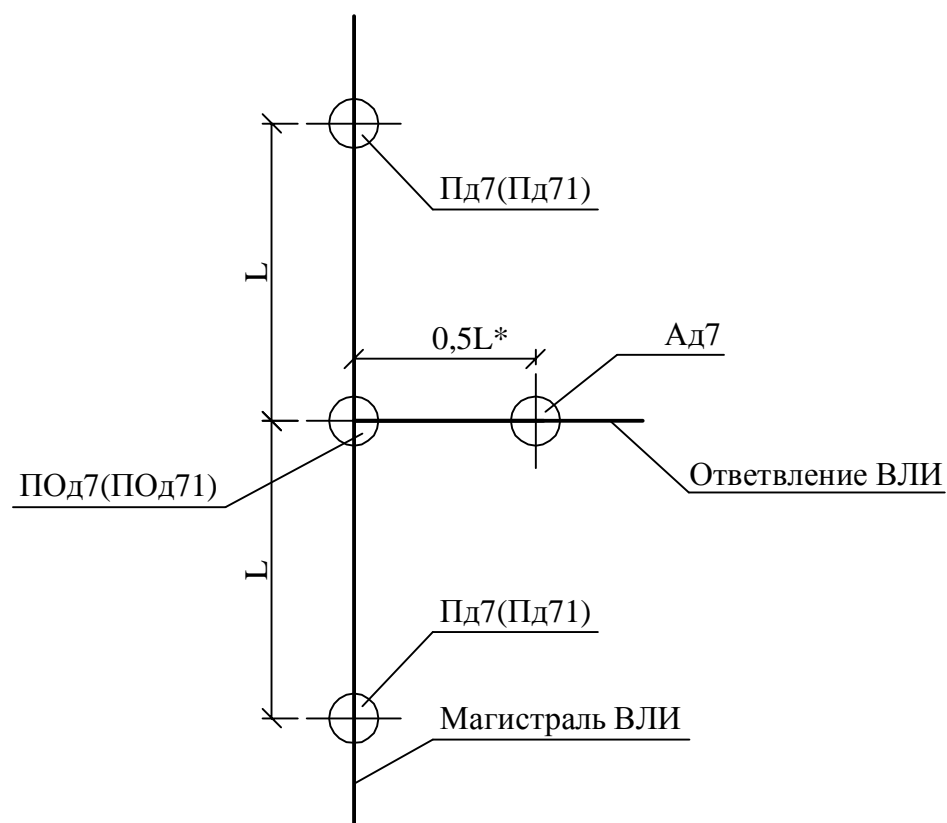 Пд7(Пд71)
L
0,5L*
Ад7
ПОд7(ПОд71)
Ответвление ВЛИ
L
Пд7(Пд71)
Магистраль ВЛИ